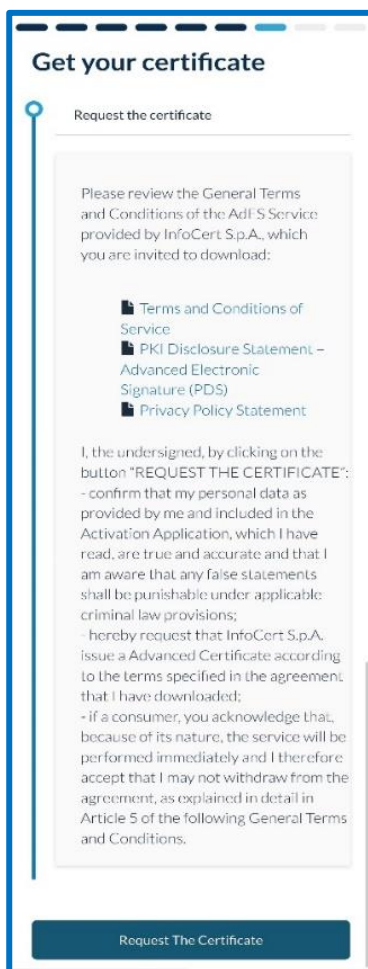 Get your certificate
Request the certificate
Please review the General Terms
and Conditions of the AdES Service
provided by InfoCert S.p.A., which
you are invited to download:
Terms and Conditions of
Service
PKI Disclosure Statement –
Advanced Electronic
Signature (PDS)
Privacy Policy Statement
I, the undersigned, by clicking on the
button "REQUEST THE CERTIFICATE":
- confirm that my personal data as
provided by me and included in the
Activation Application, which I have
read, are true and accurate and that I
am aware that any false statements
shall be punishable under applicable
criminal law provisions;
- hereby request that InfoCert S.p.A.
issue a Advanced Certificate according
to the terms specified in the agreement
that I have downloaded;
- if a consumer, you acknowledge that,
because of its nature, the service will be
performed immediately and I therefore
accept that I may not withdraw from the
agreement, as explained in detail in
Article 5 of the following General Terms
and Conditions.
Request The Certificate